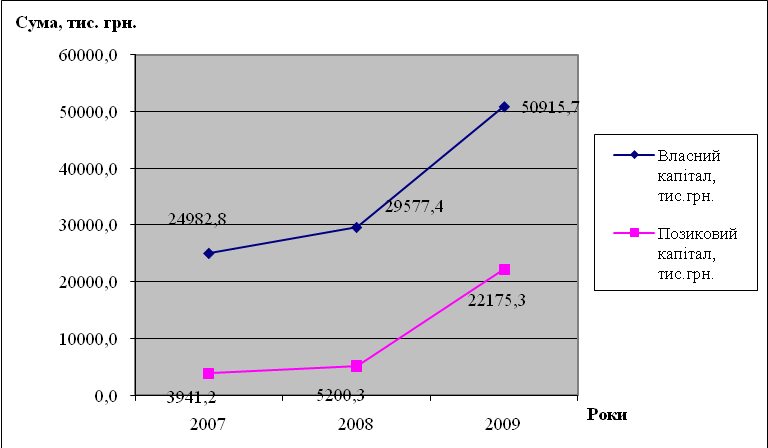 Сума, тис. грн.
60000,0
50000,0
40000,0
30000,0
20000,0
10000,0
0,0
24982,8
29577,4
50915,7
3941,2
5200,3
22175,3
2007
2008
2009
Роки
Власний
капітал,
тис.грн.
Позиковий
капітал,
тис.грн.